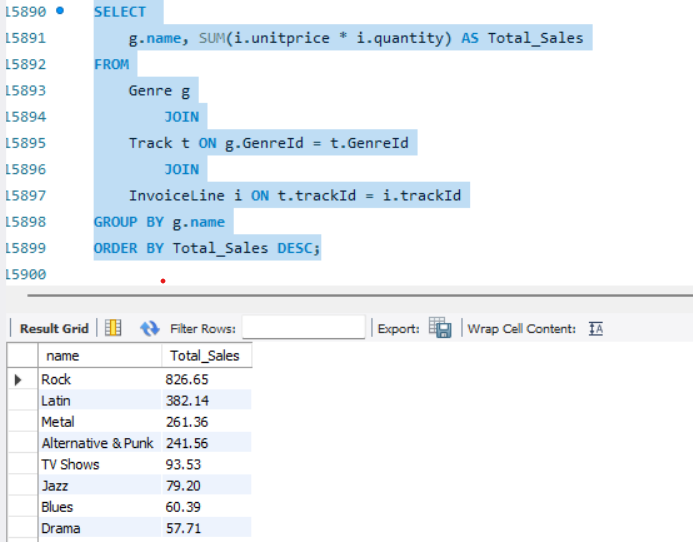 15890 SELECT
15891 g.name, SUM(i.unitprice * i.quantity) AS Total_Sales
15892 FROM
15893 Genre g
15894 JOIN
15895 Track t ON g.GenreId = t.GenreId
15896 JOIN
15897 InvoiceLine i ON t.trackId = i.trackId
15898 GROUP BY g.name
15899 ORDER BY Total_Sales DESC;
15900
Result Grid Filter Rows: Export: Wrap Cell Content: IA
name Total_Sales
Rock 826.65
Latin 382.14
Metal 261.36
Alternative & Punk 241.56
TV Shows 93.53
Jazz 79.20
Blues 60.39
Drama 57.71